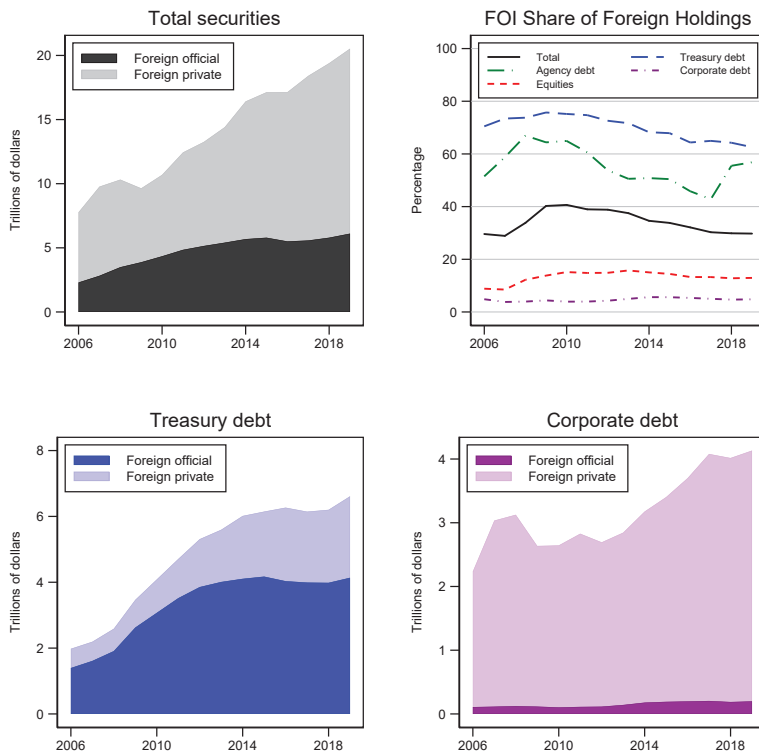 Total securities
Foreign official
Foreign private
Trillions of dollars
20
15
10
5
0
2006 2010 2014 2018
FOI Share of Foreign Holdings
Total
Agency debt
Equities
Treasury debt
Corporate debt
Percentage
100
80
60
40
20
0
2006 2010 2014 2018
Treasury debt
Foreign official
Foreign private
Trillions of dollars
8
6
4
2
0
2006 2010 2014 2018
Corporate debt
Foreign official
Foreign private
Trillions of dollars
4
3
2
1
0
2006 2010 2014 2018